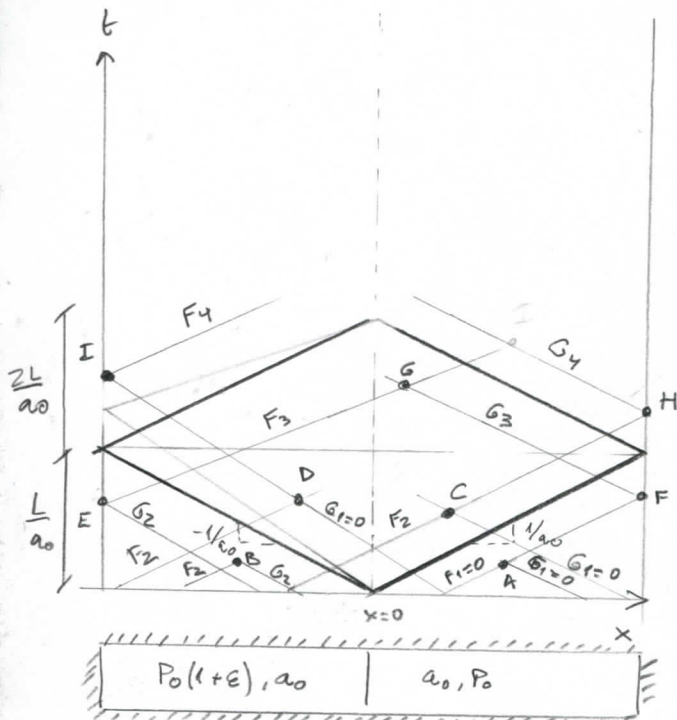 t
F4
G4
I
2L/a0
G
H
F3
G3
D
C
F
L/a0
E
G2
G1=0
F2
-1/a0
1/a0
F2
F2
B
G2
F1=0
A
G1=0
G1=0
x=0
x
P0(1+ε), a0
a0, P0